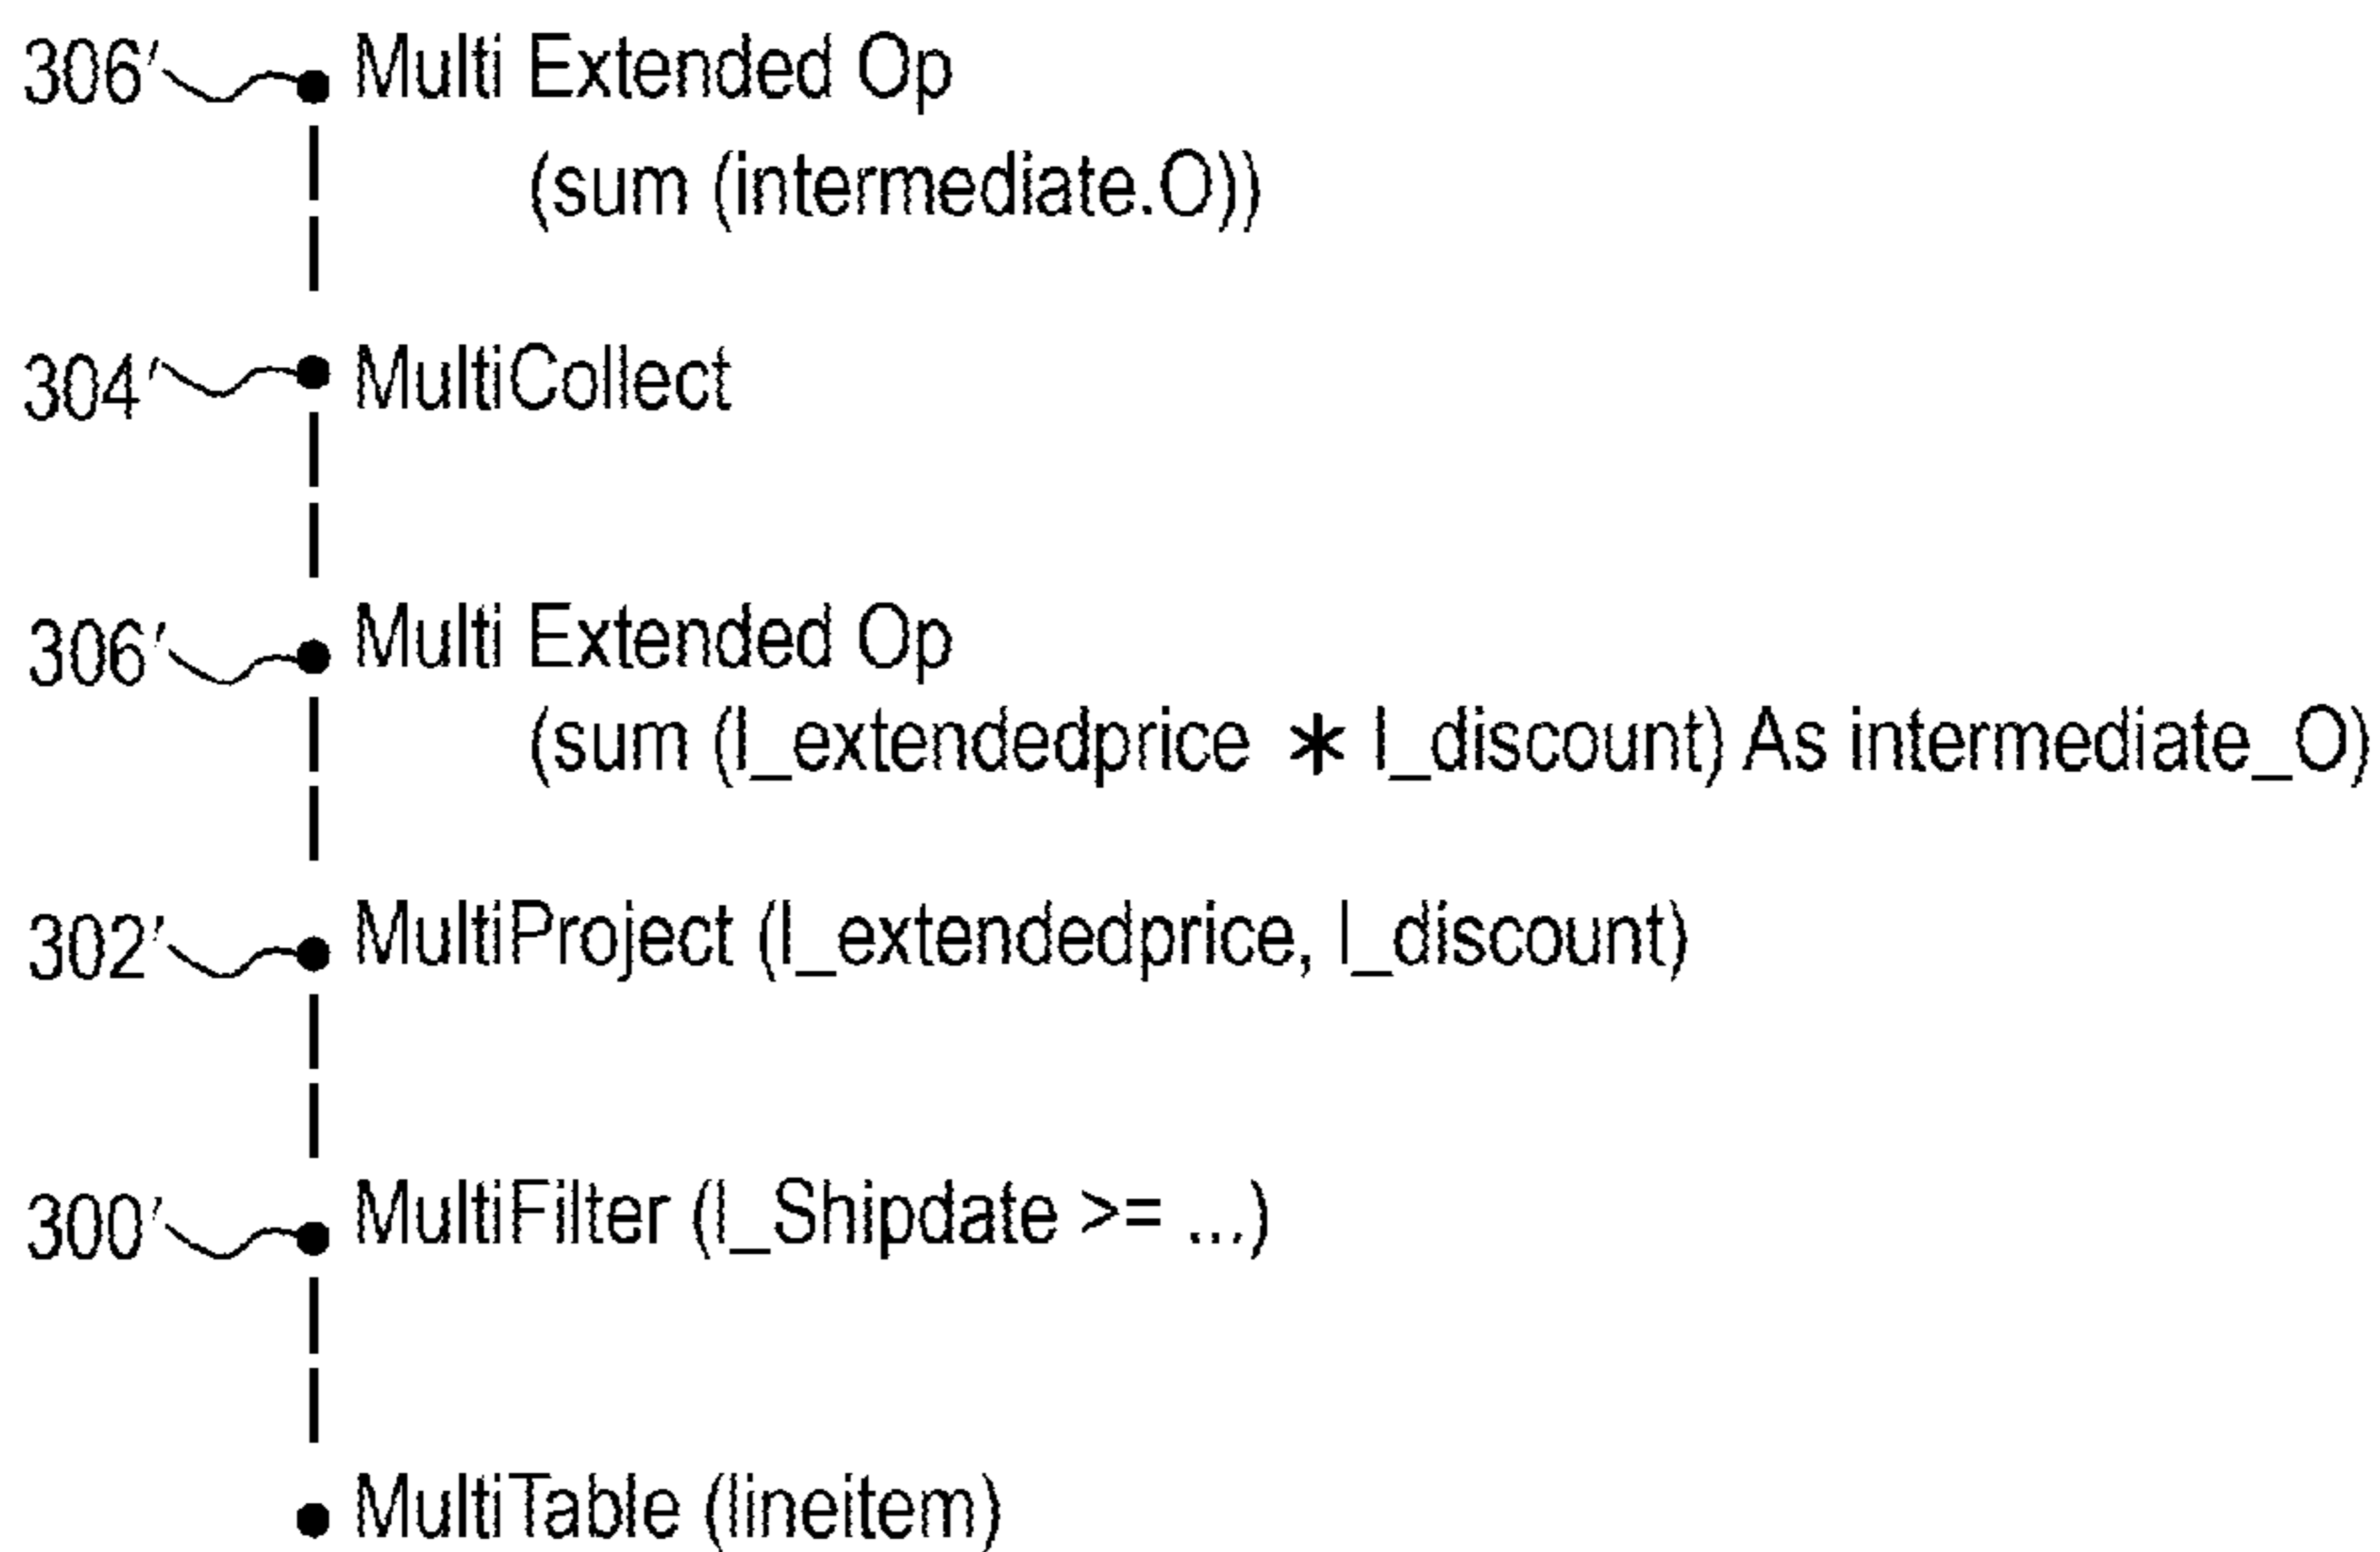 306' Multi Extended Op
(sum (intermediate.O))
304' MultiCollect
306' Multi Extended Op
(sum (l_extendedprice * l_discount) As intermediate_O)
302' MultiProject (l_extendedprice, l_discount)
300' MultiFilter (l_Shipdate >= ...)
MultiTable (lineitem)